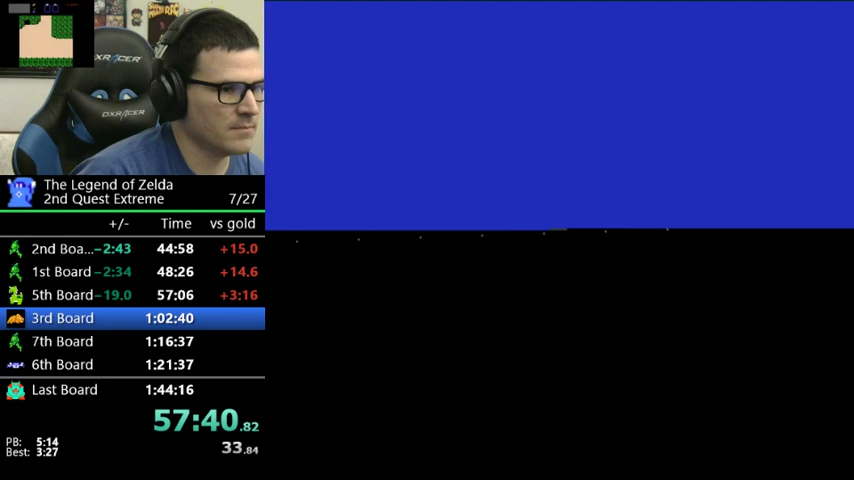 DXRACER
DXRACER
The Legend of Zelda
2nd Quest Extreme 7/27
+/- Time vs gold
2nd Boa... -2:43 44:58 +15.0
1st Board -2:34 48:26 +14.6
5th Board -19.0 57:06 +3:16
3rd Board 1:02:40
7th Board 1:16:37
6th Board 1:21:37
Last Board 1:44:16
57:40.82
PB: 5:14 33.84
Best: 3:27